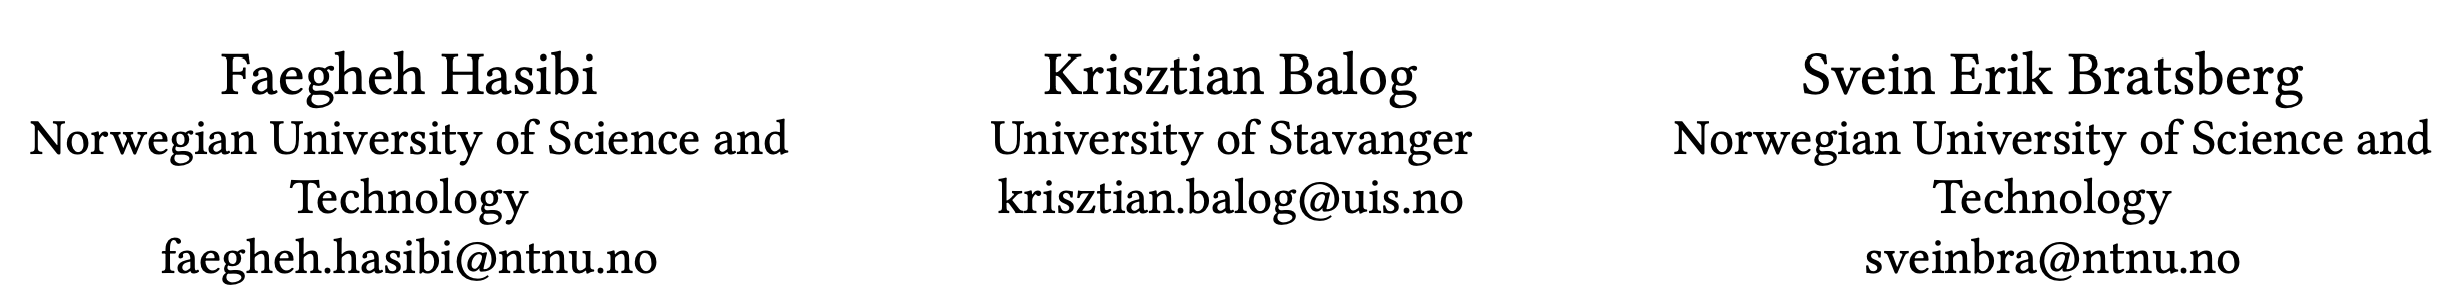 Faegheh Hasibi
Norwegian University of Science and
Technology
faegheh.hasibi@ntnu.no
Krisztian Balog
University of Stavanger
krisztian.balog@uis.no
Svein Erik Bratsberg
Norwegian University of Science and
Technology
sveinbra@ntnu.no